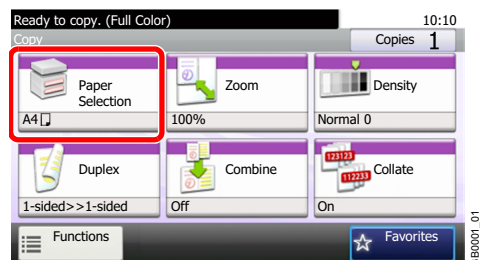 Ready to copy. (Full Color) 10:10
Copy Copies 1
Paper Selection
Zoom
Density
A4
100%
Normal 0
Duplex
Combine
123123
112233
Collate
1-sided>>1-sided
Off
On
Functions
Favorites
B0001_01